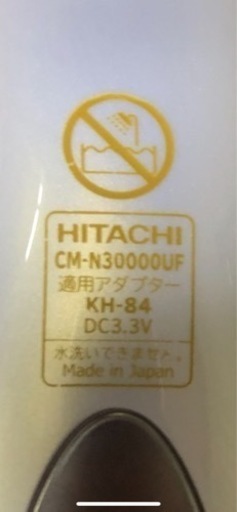 HITACHI
CM-N30000UF
適用アダプター
KH-84
DC3.3V
水洗いできません。
Made in Japan